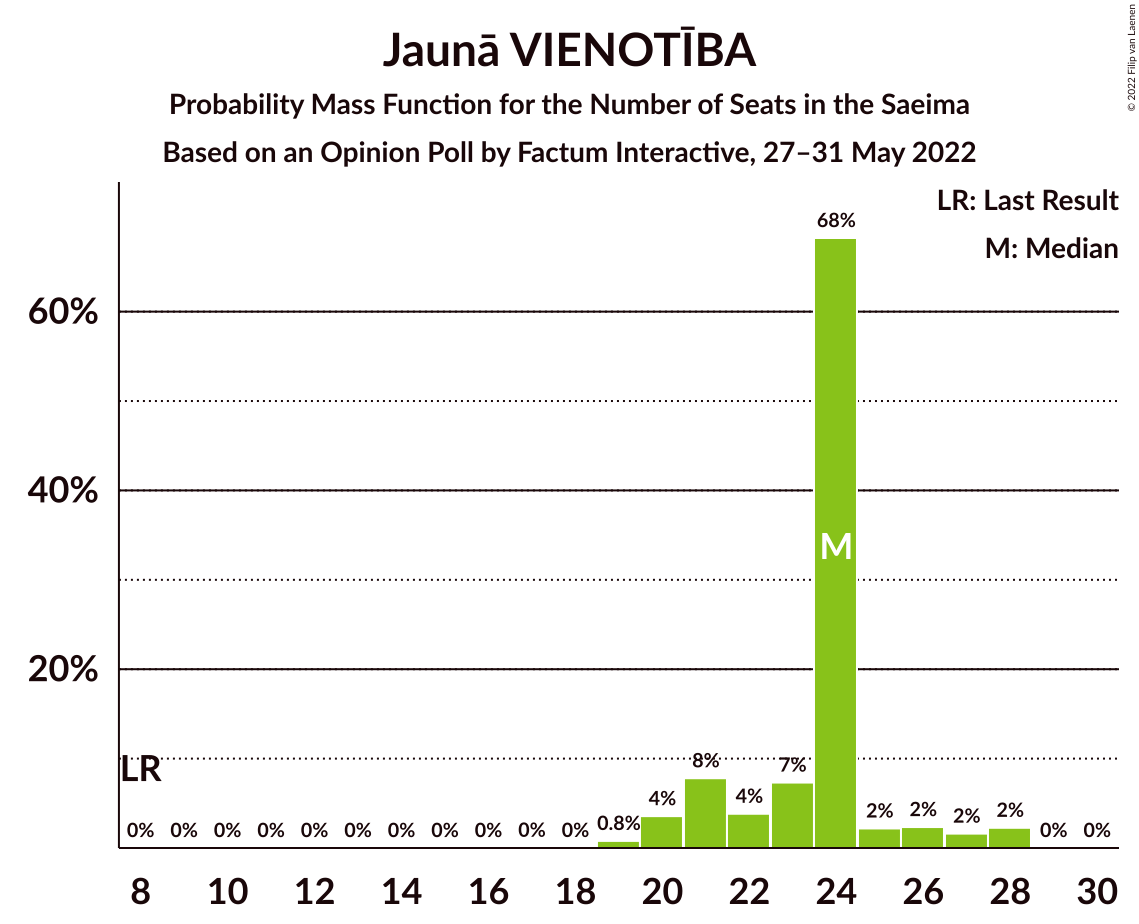 Jaunā VIENOTĪBA
Probability Mass Function for the Number of Seats in the Saeima
Based on an Opinion Poll by Factum Interactive, 27–31 May 2022
© 2022 Filip van Laenen
LR: Last Result
M: Median
60%
40%
20%
LR
M
0% 0% 0% 0% 0% 0% 0% 0% 0% 0% 0% 0.8% 4% 8% 4% 7% 68% 2% 2% 2% 2% 0% 0%
8 10 12 14 16 18 20 22 24 26 28 30